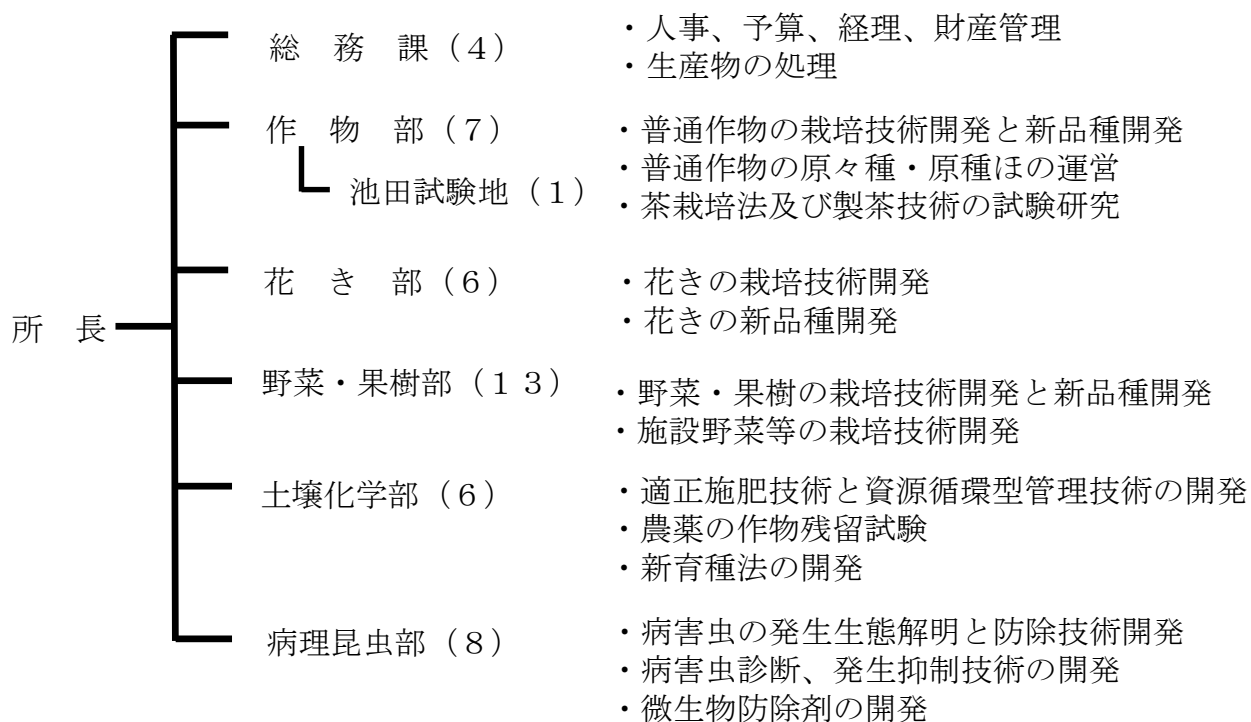 所　長
総　務　課（４）
・人事、予算、経理、財産管理
・生産物の処理
作　物　部（７）
・普通作物の栽培技術開発と新品種開発
・普通作物の原々種・原種ほの運営
池田試験地（１）
・茶栽培法及び製茶技術の試験研究
花　き　部（６）
・花きの栽培技術開発
・花きの新品種開発
野菜・果樹部（１３）
・野菜・果樹の栽培技術開発と新品種開発
・施設野菜等の栽培技術開発
土壌化学部（６）
・適正施肥技術と資源循環型管理技術の開発
・農薬の作物残留試験
・新育種法の開発
病理昆虫部（８）
・病害虫の発生生態解明と防除技術開発
・病害虫診断、発生抑制技術の開発
・微生物防除剤の開発